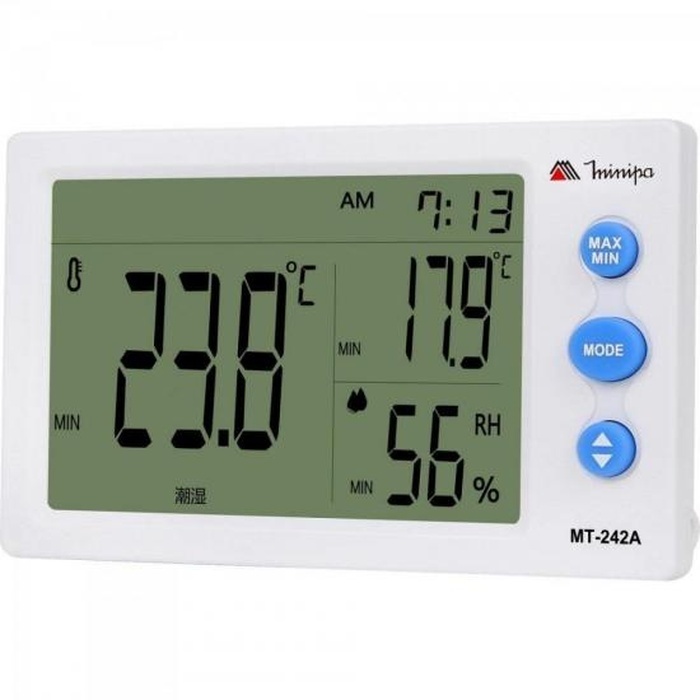 minipa
AM 7:13
23.8°C
MIN
潮湿
17.9°C
MIN
56% RH
MIN
MAX
MIN
MODE
MT-242A